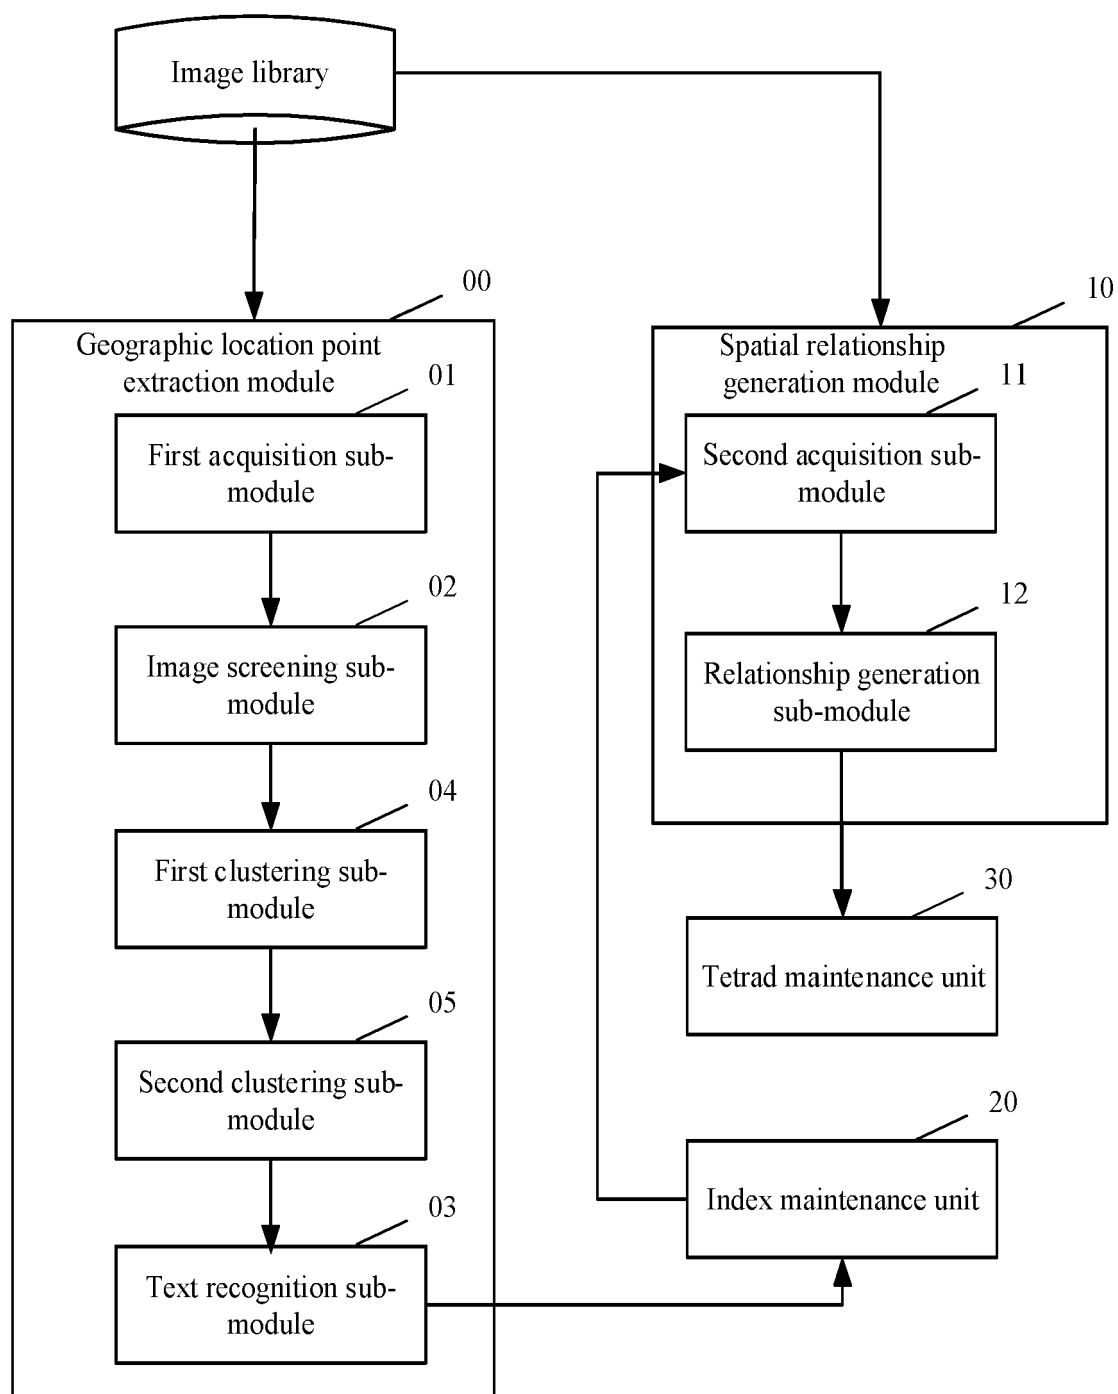 Image library
00
Geographic location point
extraction module
01
First acquisition sub-
module
02
Image screening sub-
module
04
First clustering sub-
module
05
Second clustering sub-
module
03
Text recognition sub-
module
10
Spatial relationship
generation module
11
Second acquisition sub-
module
12
Relationship generation
sub-module
30
Tetrad maintenance unit
20
Index maintenance unit